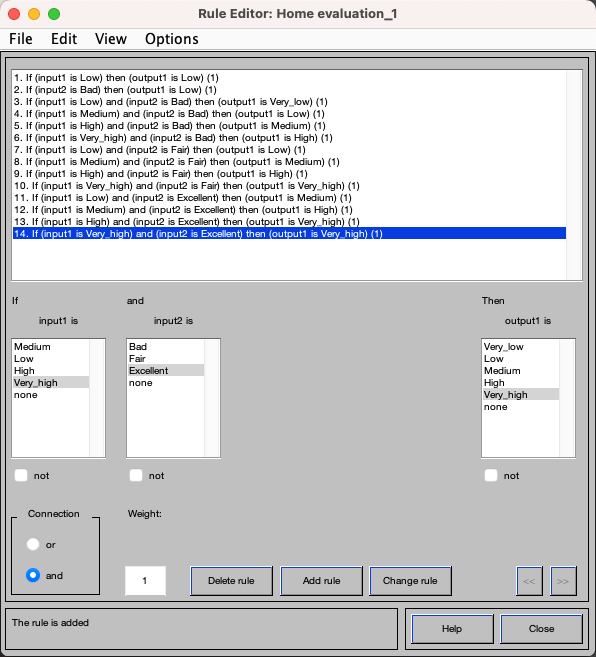 Rule Editor: Home evaluation_1
File Edit View Options
1. If (input1 is Low) then (output1 is Low) (1)
2. If (input2 is Bad) then (output1 is Low) (1)
3. If (input1 is Low) and (input2 is Bad) then (output1 is Very_low) (1)
4. If (input1 is Medium) and (input2 is Bad) then (output1 is Low) (1)
5. If (input1 is High) and (input2 is Bad) then (output1 is Medium) (1)
6. If (input1 is Very_high) and (input2 is Bad) then (output1 is High) (1)
7. If (input1 is Low) and (input2 is Fair) then (output1 is Low) (1)
8. If (input1 is Medium) and (input2 is Fair) then (output1 is Medium) (1)
9. If (input1 is High) and (input2 is Fair) then (output1 is High) (1)
10. If (input1 is Very_high) and (input2 is Fair) then (output1 is Very_high) (1)
11. If (input1 is Low) and (input2 is Excellent) then (output1 is Medium) (1)
12. If (input1 is Medium) and (input2 is Excellent) then (output1 is High) (1)
13. If (input1 is High) and (input2 is Excellent) then (output1 is Very_high) (1)
14. If (input1 is Very_high) and (input2 is Excellent) then (output1 is Very_high) (1)
If and Then
input1 is input2 is output1 is
Medium Bad Very_low
Low Fair Low
High Excellent Medium
Very_high none High
none Very_high
none
not not not
Connection Weight:
or
and 1 Delete rule Add rule Change rule << >>
The rule is added Help Close